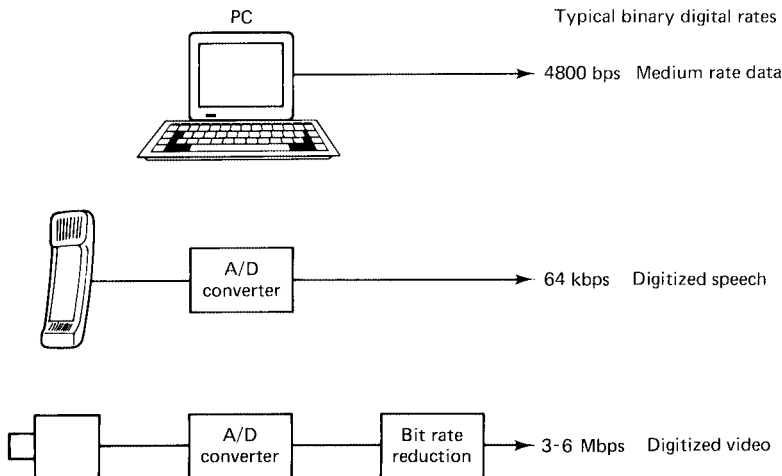 PC
Typical binary digital rates
4800 bps Medium rate data
A/D
converter
64 kbps Digitized speech
A/D
converter
Bit rate
reduction
3-6 Mbps Digitized video